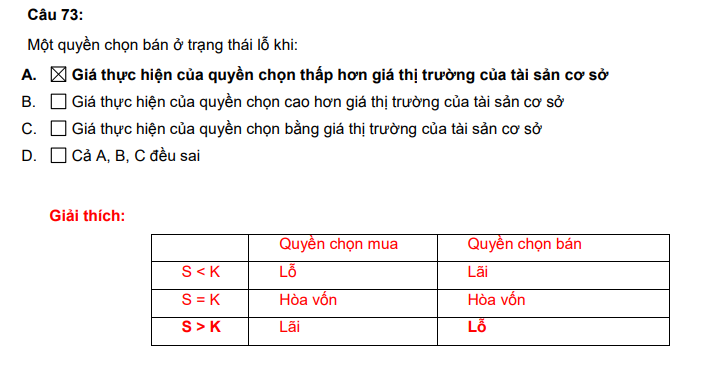 Câu 73:
Một quyền chọn bán ở trạng thái lỗ khi:
A. ☒ Giá thực hiện của quyền chọn thấp hơn giá thị trường của tài sản cơ sở
B. ☐ Giá thực hiện của quyền chọn cao hơn giá thị trường của tài sản cơ sở
C. ☐ Giá thực hiện của quyền chọn bằng giá thị trường của tài sản cơ sở
D. ☐ Cả A, B, C đều sai
Giải thích:
Quyền chọn mua Quyền chọn bán
S < K Lỗ Lãi
S = K Hòa vốn Hòa vốn
S > K Lãi Lỗ